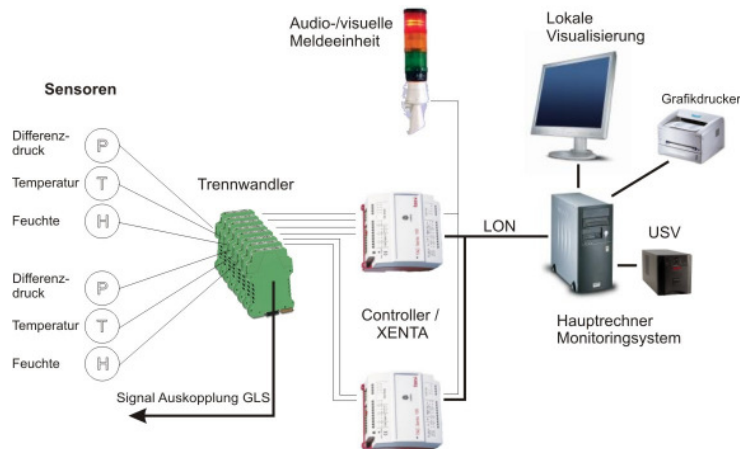 Audio-/visuelle
Meldeeinheit
Lokale
Visualisierung
Sensoren
Grafikdrucker
Differenz-
druck
P
Temperatur
T
Trennwandler
Feuchte
H
LON
USV
Differenz-
druck
P
Temperatur
T
Controller /
XENTA
Hauptrechner
Monitoringsystem
Feuchte
H
Signal Auskopplung GLS